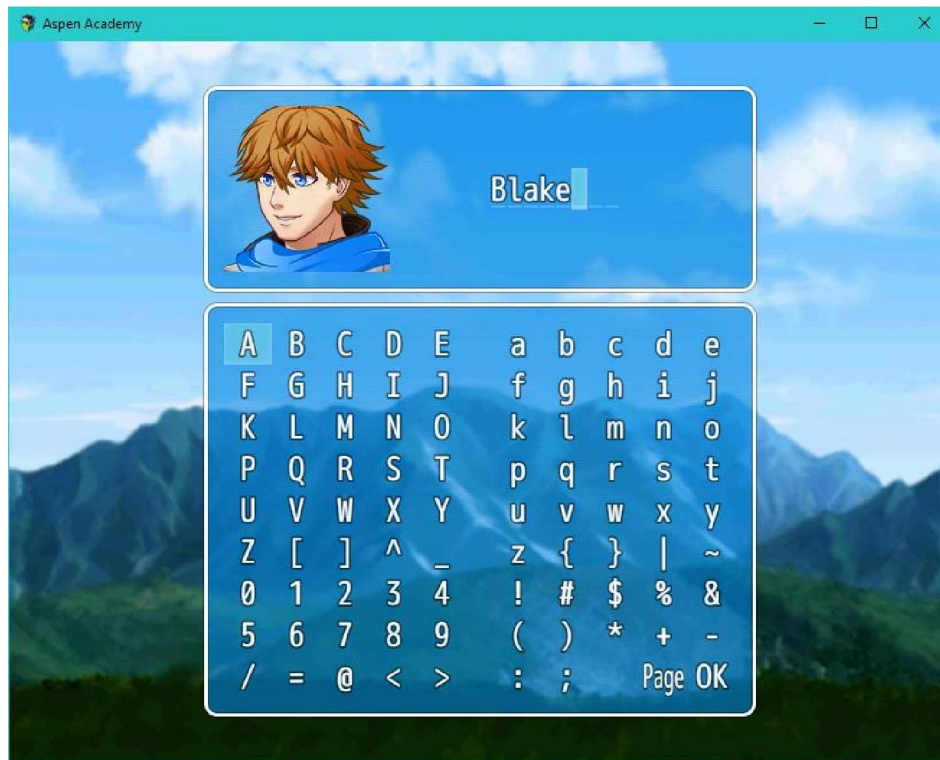 Aspen Academy
Blake
A B C D E a b c d e
F G H I J f g h i j
K L M N O k l m n o
P Q R S T p q r s t
U V W X Y u v w x y
Z [ ] ^ _ z { } | ~
0 1 2 3 4 ! # $ % &
5 6 7 8 9 ( ) * + -
/ = @ < > : ; Page OK